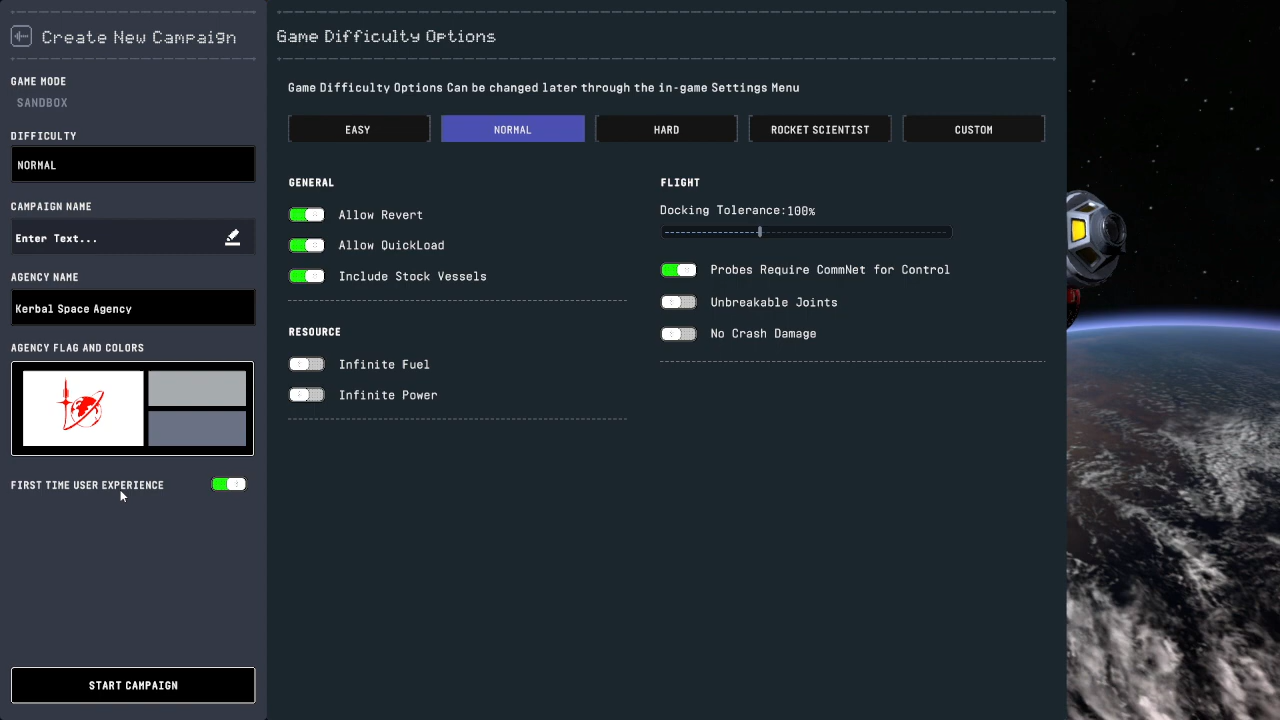 Create New Campaign
GAME MODE
SANDBOX
DIFFICULTY
NORMAL
CAMPAIGN NAME
Enter Text...
AGENCY NAME
Kerbal Space Agency
AGENCY FLAG AND COLORS
FIRST TIME USER EXPERIENCE
START CAMPAIGN
Game Difficulty Options
Game Difficulty Options Can be changed later through the in-game Settings Menu
EASY
NORMAL
HARD
ROCKET SCIENTIST
CUSTOM
GENERAL
Allow Revert
Allow QuickLoad
Include Stock Vessels
RESOURCE
Infinite Fuel
Infinite Power
FLIGHT
Docking Tolerance:100%
Probes Require CommNet for Control
Unbreakable Joints
No Crash Damage